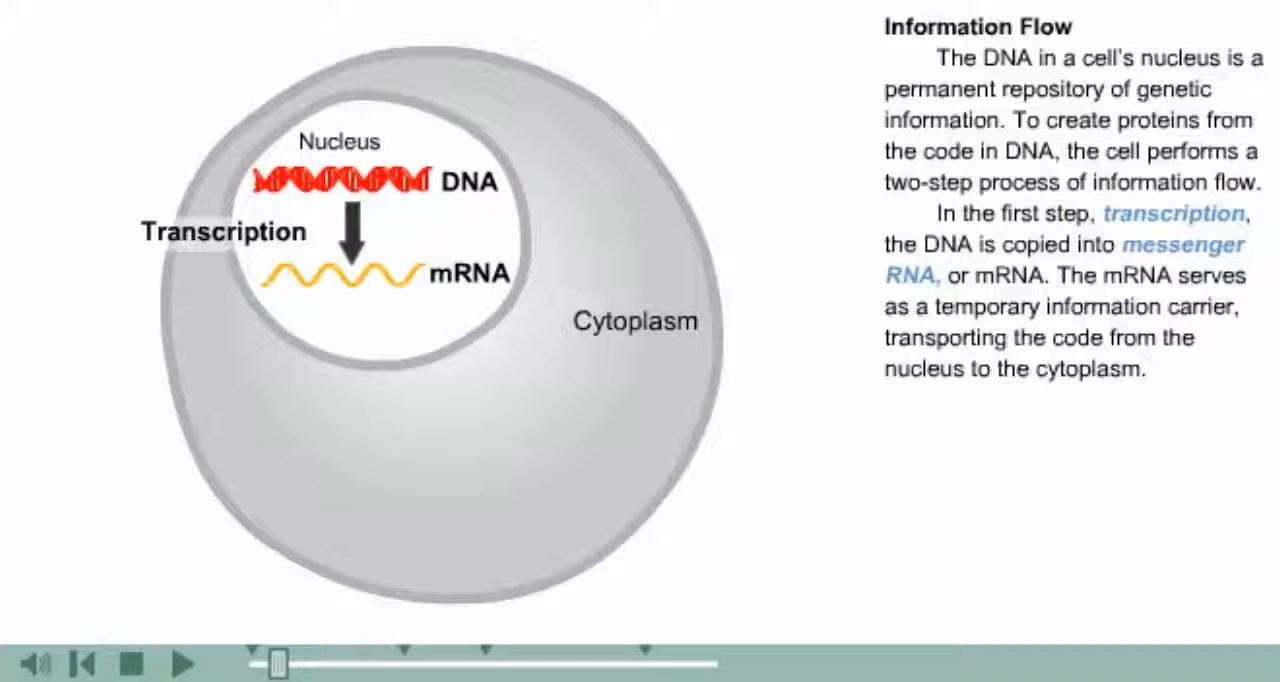 Information Flow
The DNA in a cell's nucleus is a
permanent repository of genetic
information. To create proteins from
the code in DNA, the cell performs a
two-step process of information flow.
In the first step, transcription,
the DNA is copied into messenger
RNA, or mRNA. The mRNA serves
as a temporary information carrier,
transporting the code from the
nucleus to the cytoplasm.
Nucleus
DNA
Transcription
mRNA
Cytoplasm